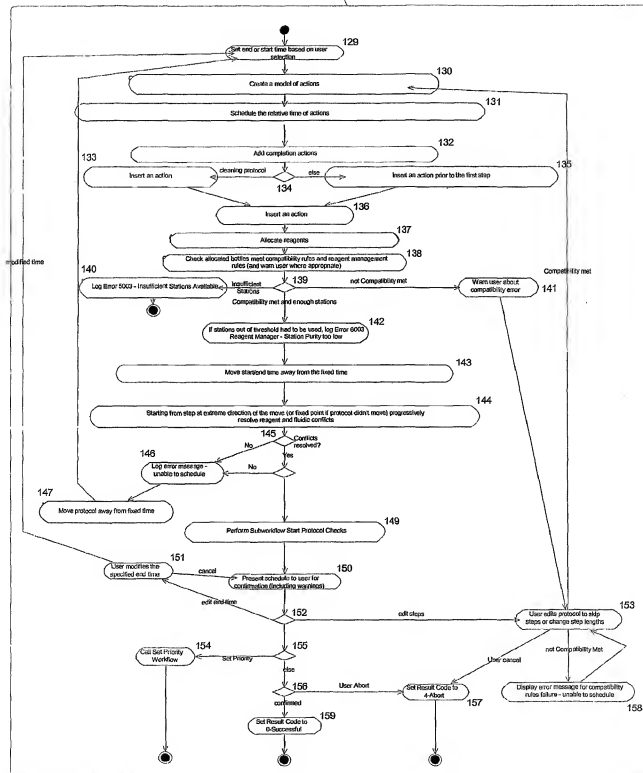 129
Set end or start time based on user
selection
130
Create a model of actions
131
Schedule the relative time of actions
132
Add completion actions
133
cleaning protocol
else
135
Insert an action
134
Insert an action prior to the first step
136
Insert an action
137
Allocate reagents
138
Check allocated bottles meet compatibility rules and reagent management
rules (and warn user where appropriate)
modified time
140
139
Log Error 5003 - Insufficient Stations Available
Insufficient
Stations
not Compatibility met
Warn user about
compatibility error
141
Compatibility met
Compatibility met and enough stations
142
If stations out of threshold had to be used, log Error 6003
Reagent Manager - Station Purity too low
143
Move start/end time away from the fixed time
144
Starting from step at extreme direction of the move (or fixed point if protocol didn't move) progressively
resolve reagent and fluidic conflicts
145
Conflicts
resolved?
No
Yes
146
Log error message -
unable to schedule
No
147
Move protocol away from fixed time
149
Perform Subworkflow Start Protocol Checks
151
User modifies the
specified end time
cancel
150
Present schedule to user for
confirmation (including warnings)
edit end-time
152
edit steps
153
User edits protocol to skip
steps or change step lengths
154
Call Set Priority
Workflow
Set Priority
155
else
User cancel
not Compatibility Met
156
User Abort
Set Result Code to
4-Abort
157
Display error message for compatibility
rules failure - unable to schedule
158
confirmed
Set Result Code to
0-Successful
159